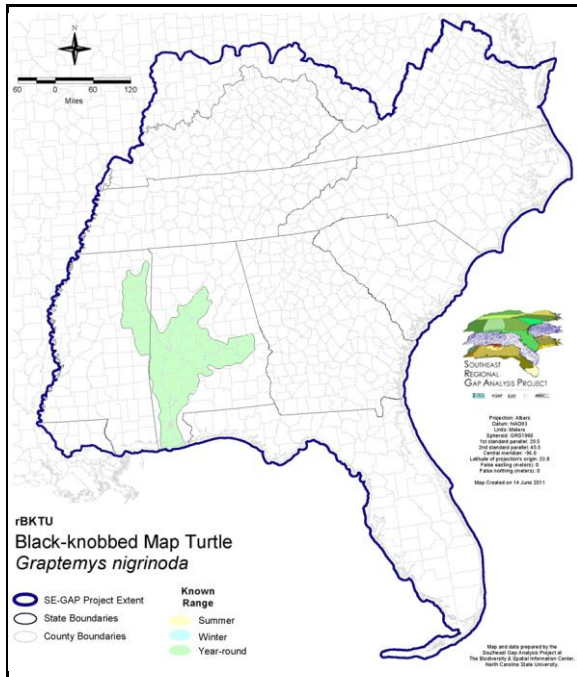 N
60 0 60 120
Miles
SOUTHEAST
REGIONAL
GAP ANALYSIS PROJECT
Projection: Albers
Datum: NAD83
Units: Meters
Spheroid: GRS1980
1st standard parallel: 29.5
2nd standard parallel: 45.5
Central meridian: -96.0
Latitude of projection's origin: 23.0
False easting (meters): 0
False northing (meters): 0
Map Created on 14 June 2011
rBKTU
Black-knobbed Map Turtle
Graptemys nigrinoda
SE-GAP Project Extent
State Boundaries
County Boundaries
Known
Range
Summer
Winter
Year-round
Map and data prepared by the
Southeast Gap Analysis Project at
The Biodiversity & Spatial Information Center,
North Carolina State University.